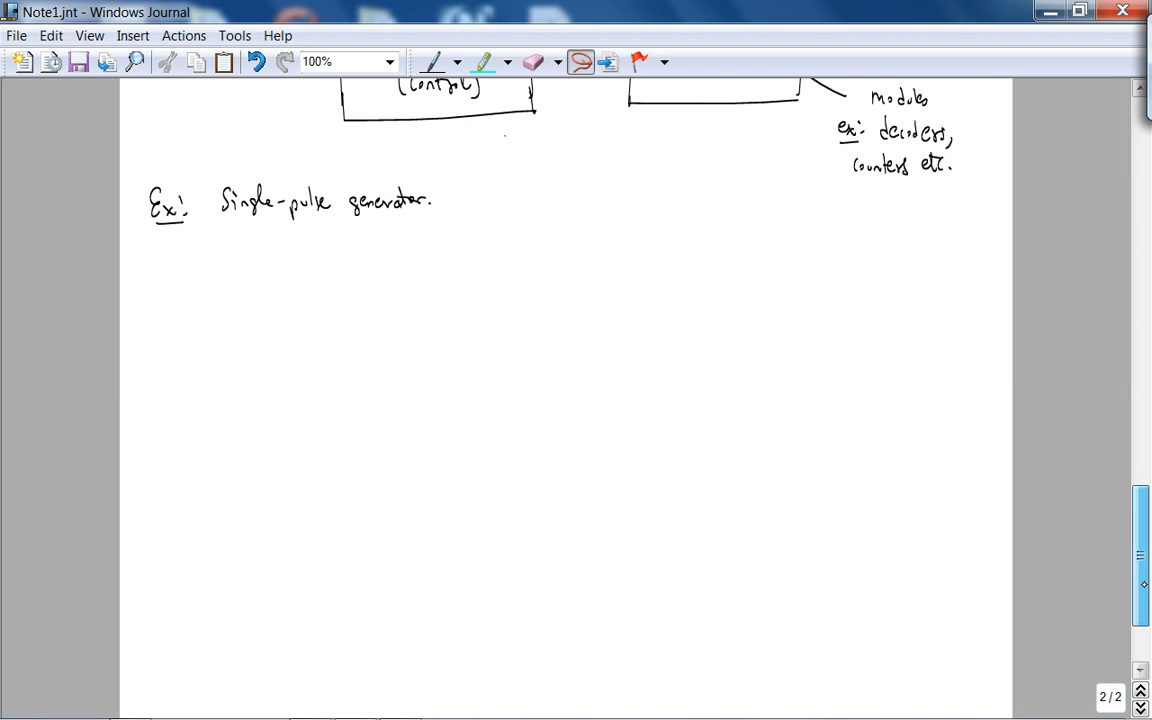 Note1.jnt - Windows Journal
File Edit View Insert Actions Tools Help
100%
(Control)
modules
ex: decoders,
counters etc.
Ex: Single-pulse generator.
2 / 2